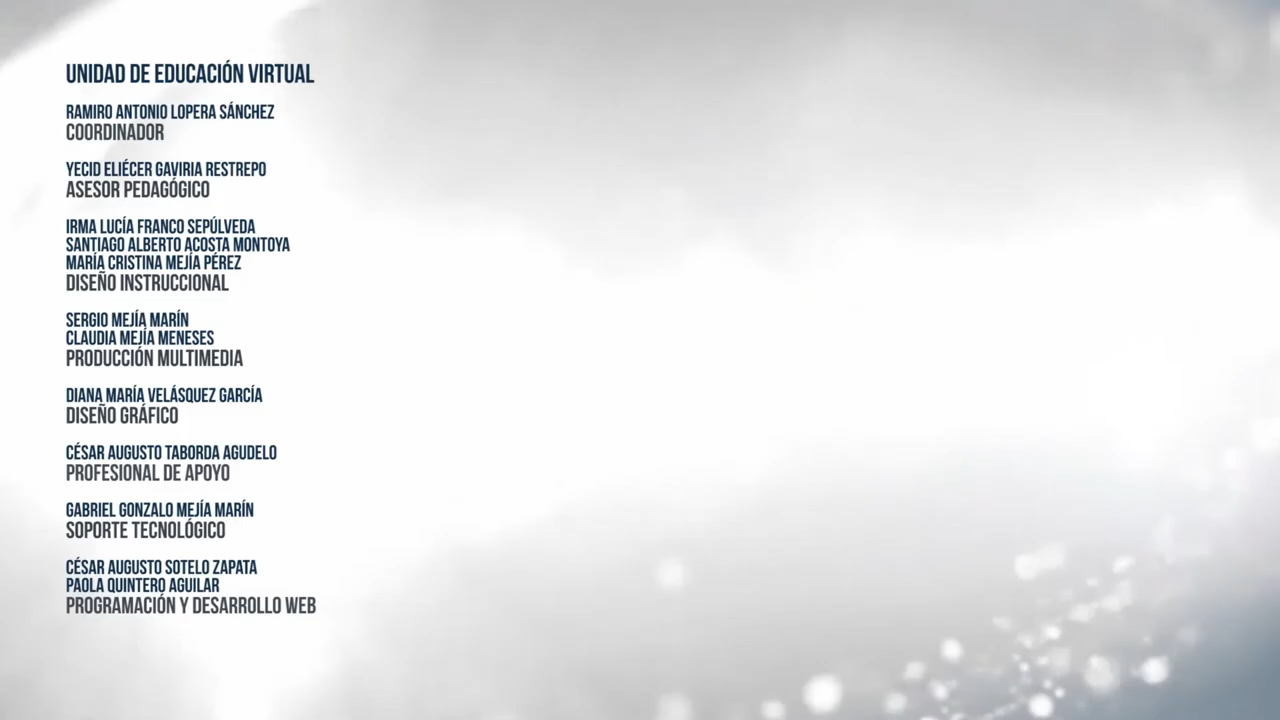 UNIDAD DE EDUCACIÓN VIRTUAL
RAMIRO ANTONIO LOPERA SÁNCHEZ
COORDINADOR
YECID ELIÉCER GAVIRIA RESTREPO
ASESOR PEDAGÓGICO
IRMA LUCÍA FRANCO SEPÚLVEDA
SANTIAGO ALBERTO ACOSTA MONTOYA
MARÍA CRISTINA MEJÍA PÉREZ
DISEÑO INSTRUCCIONAL
SERGIO MEJÍA MARÍN
CLAUDIA MEJÍA MENESES
PRODUCCIÓN MULTIMEDIA
DIANA MARÍA VELÁSQUEZ GARCÍA
DISEÑO GRÁFICO
CÉSAR AUGUSTO TABORDA AGUDELO
PROFESIONAL DE APOYO
GABRIEL GONZALO MEJÍA MARÍN
SOPORTE TECNOLÓGICO
CÉSAR AUGUSTO SOTELO ZAPATA
PAOLA QUINTERO AGUILAR
PROGRAMACIÓN Y DESARROLLO WEB